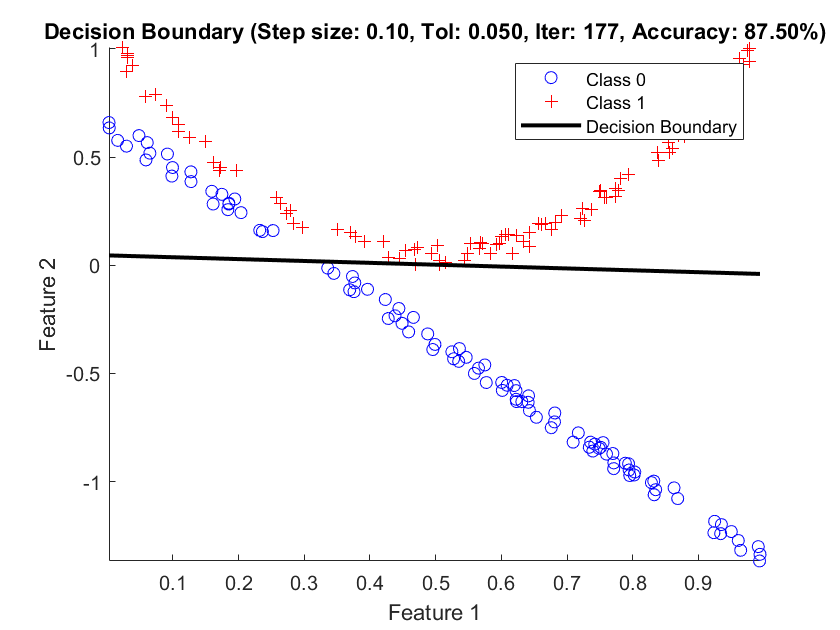 Decision Boundary (Step size: 0.10, Tol: 0.050, Iter: 177, Accuracy: 87.50%)
1
Class 0
Class 1
Decision Boundary
0.5
0
-0.5
-1
Feature 2
0.1 0.2 0.3 0.4 0.5 0.6 0.7 0.8 0.9
Feature 1